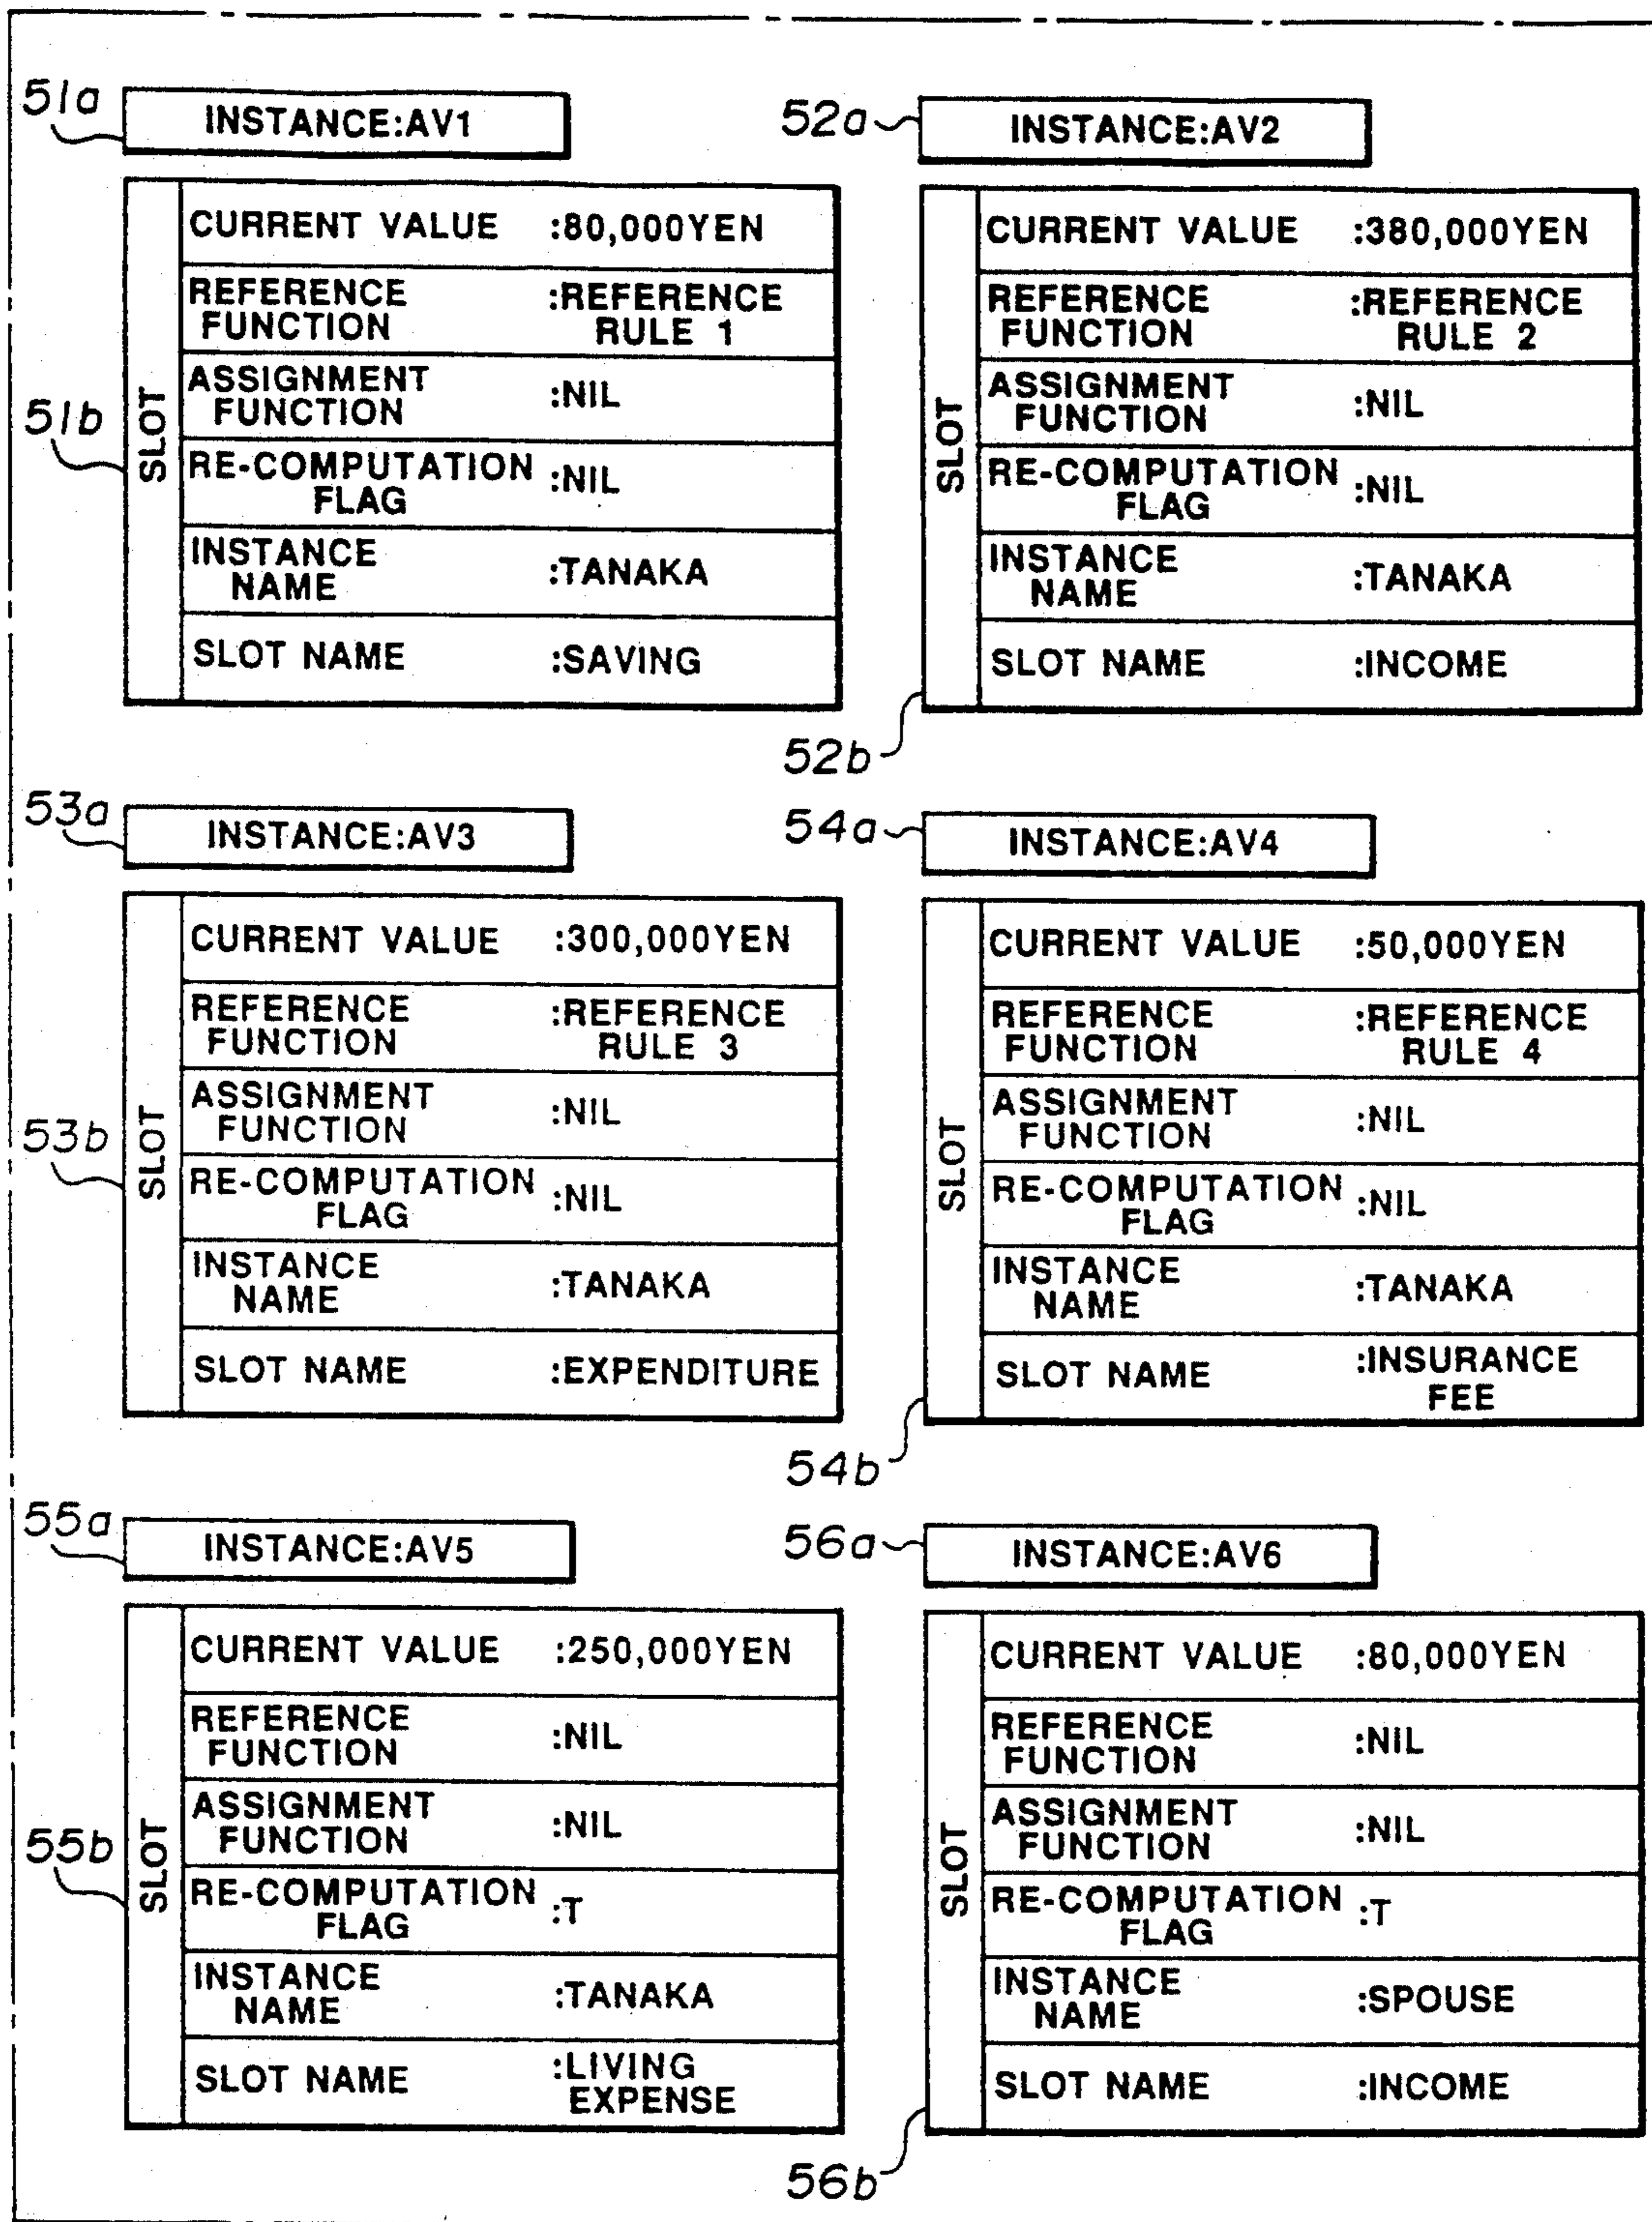 51a
INSTANCE:AV1
51b
SLOT
CURRENT VALUE :80,000YEN
REFERENCE :REFERENCE
FUNCTION RULE 1
ASSIGNMENT
FUNCTION :NIL
RE-COMPUTATION :NIL
FLAG
INSTANCE
NAME :TANAKA
SLOT NAME :SAVING
52a
INSTANCE:AV2
52b
SLOT
CURRENT VALUE :380,000YEN
REFERENCE :REFERENCE
FUNCTION RULE 2
ASSIGNMENT
FUNCTION :NIL
RE-COMPUTATION :NIL
FLAG
INSTANCE
NAME :TANAKA
SLOT NAME :INCOME
53a
INSTANCE:AV3
53b
SLOT
CURRENT VALUE :300,000YEN
REFERENCE :REFERENCE
FUNCTION RULE 3
ASSIGNMENT
FUNCTION :NIL
RE-COMPUTATION :NIL
FLAG
INSTANCE
NAME :TANAKA
SLOT NAME :EXPENDITURE
54a
INSTANCE:AV4
54b
SLOT
CURRENT VALUE :50,000YEN
REFERENCE :REFERENCE
FUNCTION RULE 4
ASSIGNMENT
FUNCTION :NIL
RE-COMPUTATION :NIL
FLAG
INSTANCE
NAME :TANAKA
SLOT NAME :INSURANCE
FEE
55a
INSTANCE:AV5
55b
SLOT
CURRENT VALUE :250,000YEN
REFERENCE
FUNCTION :NIL
ASSIGNMENT
FUNCTION :NIL
RE-COMPUTATION :T
FLAG
INSTANCE
NAME :TANAKA
SLOT NAME :LIVING
EXPENSE
56a
INSTANCE:AV6
56b
SLOT
CURRENT VALUE :80,000YEN
REFERENCE
FUNCTION :NIL
ASSIGNMENT
FUNCTION :NIL
RE-COMPUTATION :T
FLAG
INSTANCE
NAME :SPOUSE
SLOT NAME :INCOME